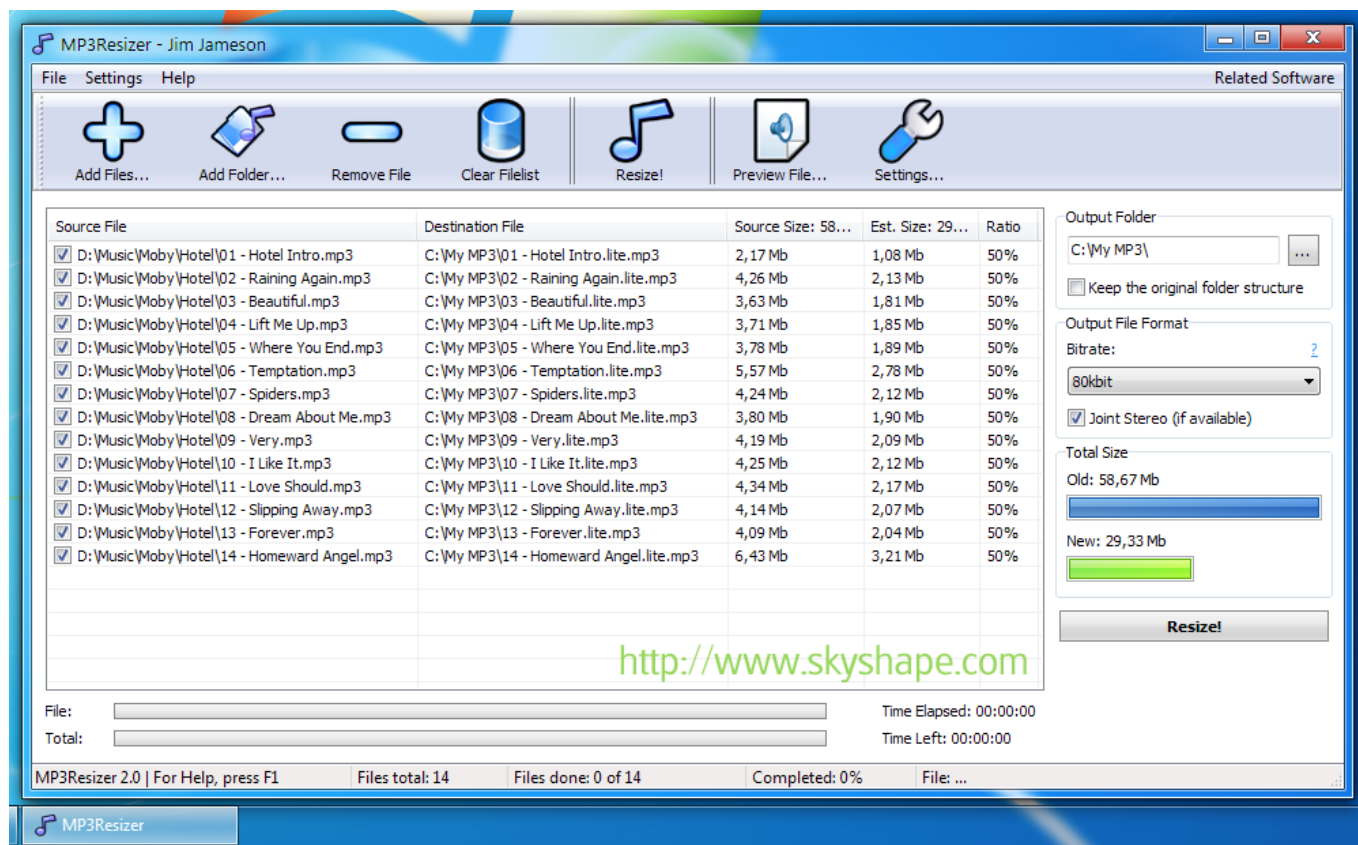 MP3Resizer - Jim Jameson
File Settings Help Related Software
Add Files... Add Folder... Remove File Clear Filelist Resize! Preview File... Settings...
Source File Destination File Source Size: 58... Est. Size: 29... Ratio
D:\Music\Moby\Hotel\01 - Hotel Intro.mp3 C:\My MP3\01 - Hotel Intro.lite.mp3 2,17 Mb 1,08 Mb 50%
D:\Music\Moby\Hotel\02 - Raining Again.mp3 C:\My MP3\02 - Raining Again.lite.mp3 4,26 Mb 2,13 Mb 50%
D:\Music\Moby\Hotel\03 - Beautiful.mp3 C:\My MP3\03 - Beautiful.lite.mp3 3,63 Mb 1,81 Mb 50%
D:\Music\Moby\Hotel\04 - Lift Me Up.mp3 C:\My MP3\04 - Lift Me Up.lite.mp3 3,71 Mb 1,85 Mb 50%
D:\Music\Moby\Hotel\05 - Where You End.mp3 C:\My MP3\05 - Where You End.lite.mp3 3,78 Mb 1,89 Mb 50%
D:\Music\Moby\Hotel\06 - Temptation.mp3 C:\My MP3\06 - Temptation.lite.mp3 5,57 Mb 2,78 Mb 50%
D:\Music\Moby\Hotel\07 - Spiders.mp3 C:\My MP3\07 - Spiders.lite.mp3 4,24 Mb 2,12 Mb 50%
D:\Music\Moby\Hotel\08 - Dream About Me.mp3 C:\My MP3\08 - Dream About Me.lite.mp3 3,80 Mb 1,90 Mb 50%
D:\Music\Moby\Hotel\09 - Very.mp3 C:\My MP3\09 - Very.lite.mp3 4,19 Mb 2,09 Mb 50%
D:\Music\Moby\Hotel\10 - I Like It.mp3 C:\My MP3\10 - I Like It.lite.mp3 4,25 Mb 2,12 Mb 50%
D:\Music\Moby\Hotel\11 - Love Should.mp3 C:\My MP3\11 - Love Should.lite.mp3 4,34 Mb 2,17 Mb 50%
D:\Music\Moby\Hotel\12 - Slipping Away.mp3 C:\My MP3\12 - Slipping Away.lite.mp3 4,14 Mb 2,07 Mb 50%
D:\Music\Moby\Hotel\13 - Forever.mp3 C:\My MP3\13 - Forever.lite.mp3 4,09 Mb 2,04 Mb 50%
D:\Music\Moby\Hotel\14 - Homeward Angel.mp3 C:\My MP3\14 - Homeward Angel.lite.mp3 6,43 Mb 3,21 Mb 50%
http://www.skyshape.com
Output Folder
C:\My MP3\ ...
Keep the original folder structure
Output File Format
Bitrate: ?
80kbit
Joint Stereo (if available)
Total Size
Old: 58,67 Mb
New: 29,33 Mb
Resize!
File: Time Elapsed: 00:00:00
Total: Time Left: 00:00:00
MP3Resizer 2.0 | For Help, press F1 Files total: 14 Files done: 0 of 14 Completed: 0% File: ...
MP3Resizer